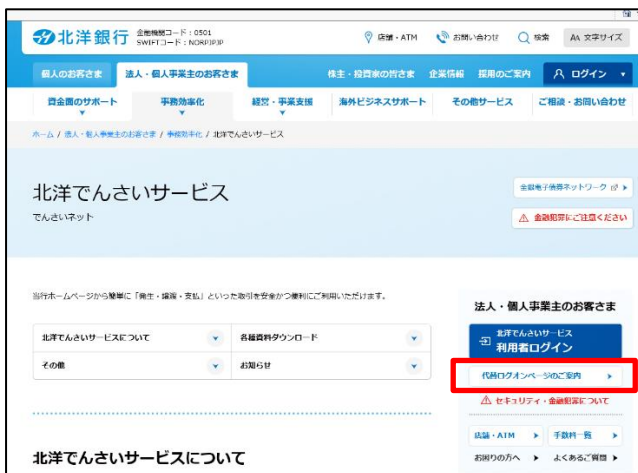 北洋銀行 金融機関コード：0501
SWIFTコード：NORPJPJP
店舗・ATM お問い合わせ 検索 AA 文字サイズ
個人のお客さま 法人・個人事業主のお客さま 株主・投資家の皆さま 企業情報 採用のご案内 ログイン
資金面のサポート 事務効率化 経営・事業支援 海外ビジネスサポート その他サービス ご相談・お問い合わせ
ホーム / 法人・個人事業主のお客さま / 事務効率化 / 北洋でんさいサービス
北洋でんさいサービス
でんさいネット
全銀電子債権ネットワーク
金融犯罪にご注意ください
当行ホームページから簡単に「発生・譲渡・支払」といった取引を安全かつ便利にご利用いただけます。
北洋でんさいサービスについて 各種資料ダウンロード
その他 お知らせ
法人・個人事業主のお客さま
北洋でんさいサービス
利用者ログイン
代替ログオンページのご案内
セキュリティ・金融犯罪について
店舗・ATM 手数料一覧
お困りの方へ よくあるご質問
北洋でんさいサービスについて